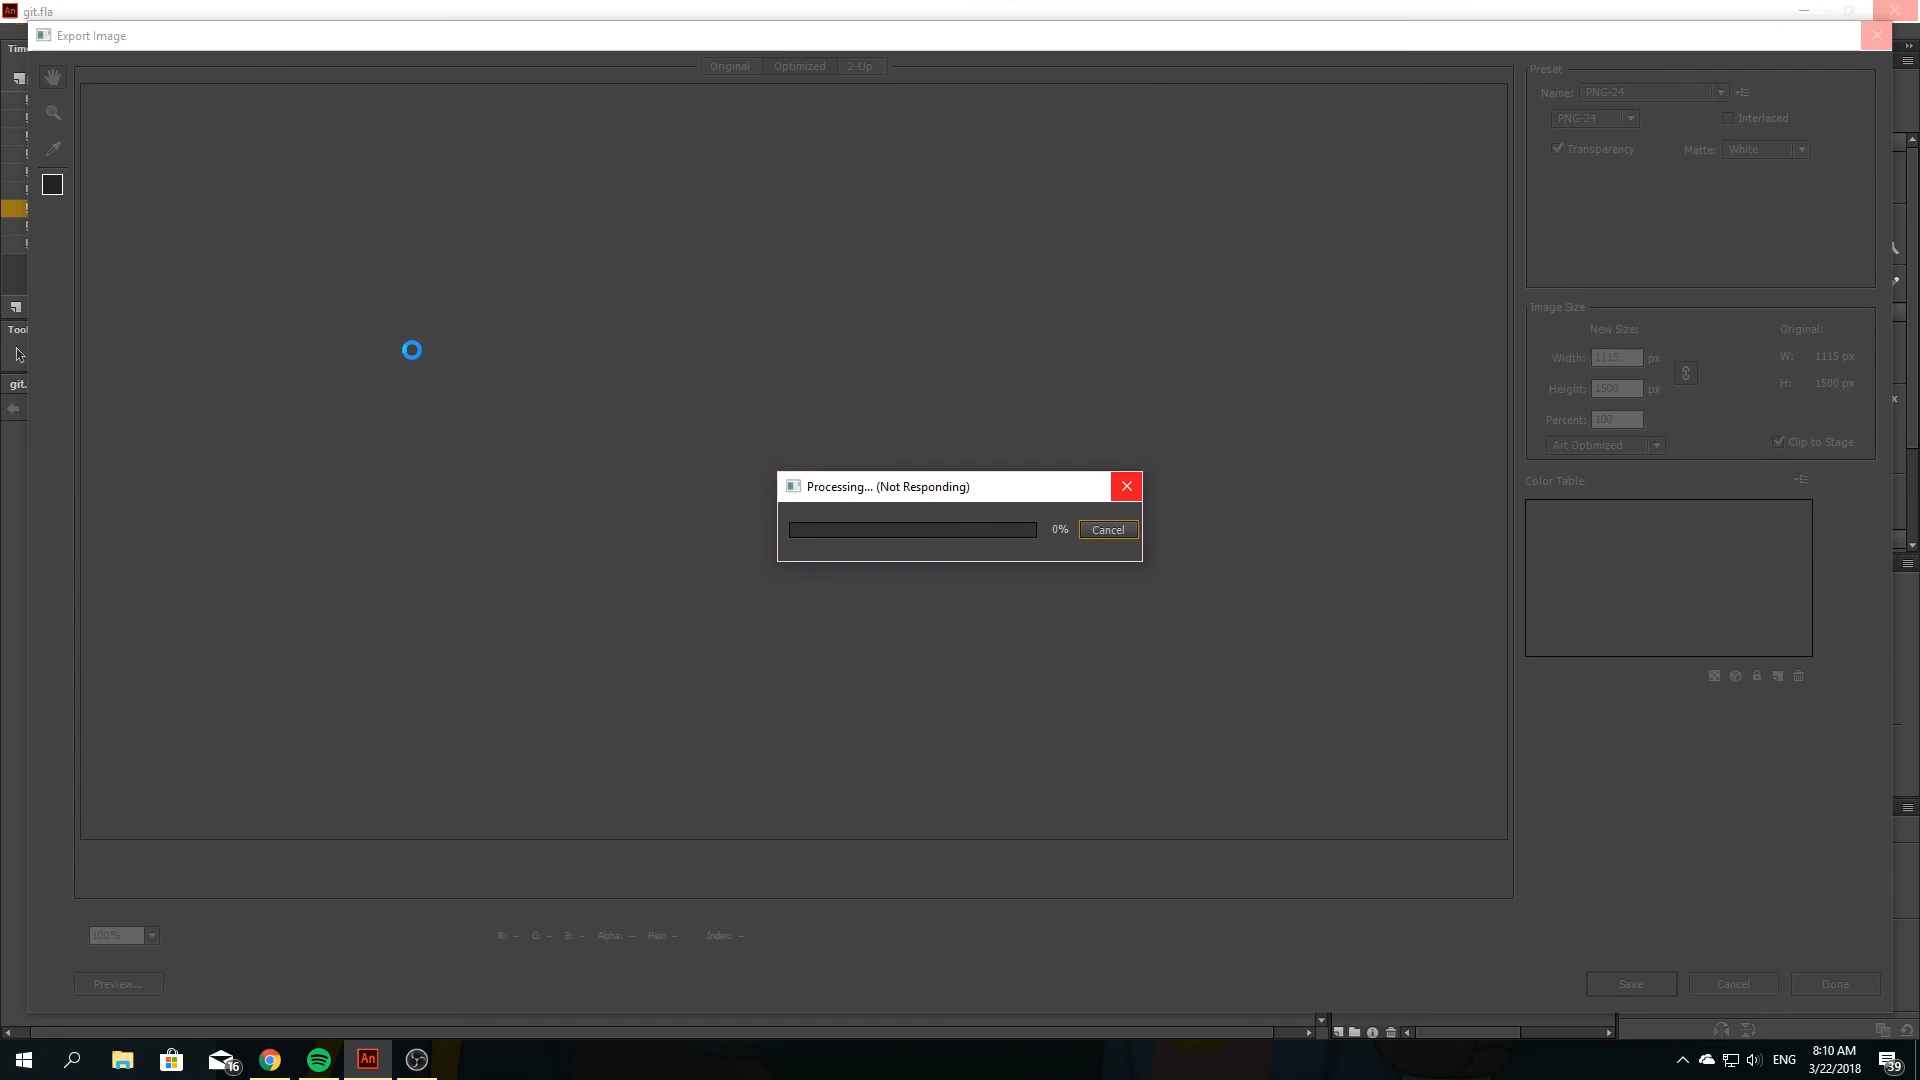 An git.fla
Export Image
Time
Original Optimized 2-Up
Preset
Name: PNG-24
PNG-24 Interlaced
Transparency Matte: White
Image Size
New Size: Original:
Width: 1115 px W: 1115 px
Height: 1500 px H: 1500 px
Percent: 100
Art Optimized Clip to Stage
Tool
git.
x
Processing... (Not Responding)
0% Cancel
Color Table
100% R: -- G: -- B: -- Alpha: -- Hex: -- Index: --
Preview... Save Cancel Done
16 An ENG 8:10 AM
3/22/2018 39